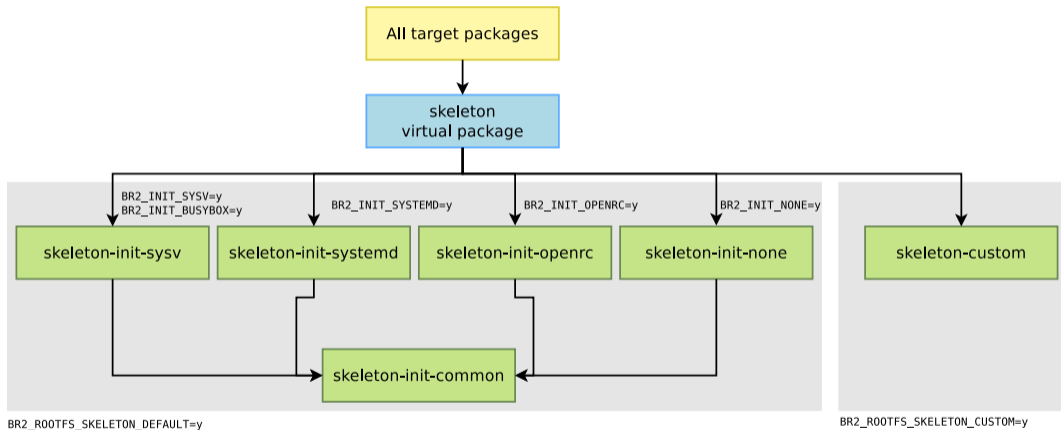 All target packages
skeleton
virtual package
BR2_INIT_SYSV=y
BR2_INIT_BUSYBOX=y
BR2_INIT_SYSTEMD=y
BR2_INIT_OPENRC=y
BR2_INIT_NONE=y
skeleton-init-sysv
skeleton-init-systemd
skeleton-init-openrc
skeleton-init-none
skeleton-custom
skeleton-init-common
BR2_ROOTFS_SKELETON_DEFAULT=y
BR2_ROOTFS_SKELETON_CUSTOM=y